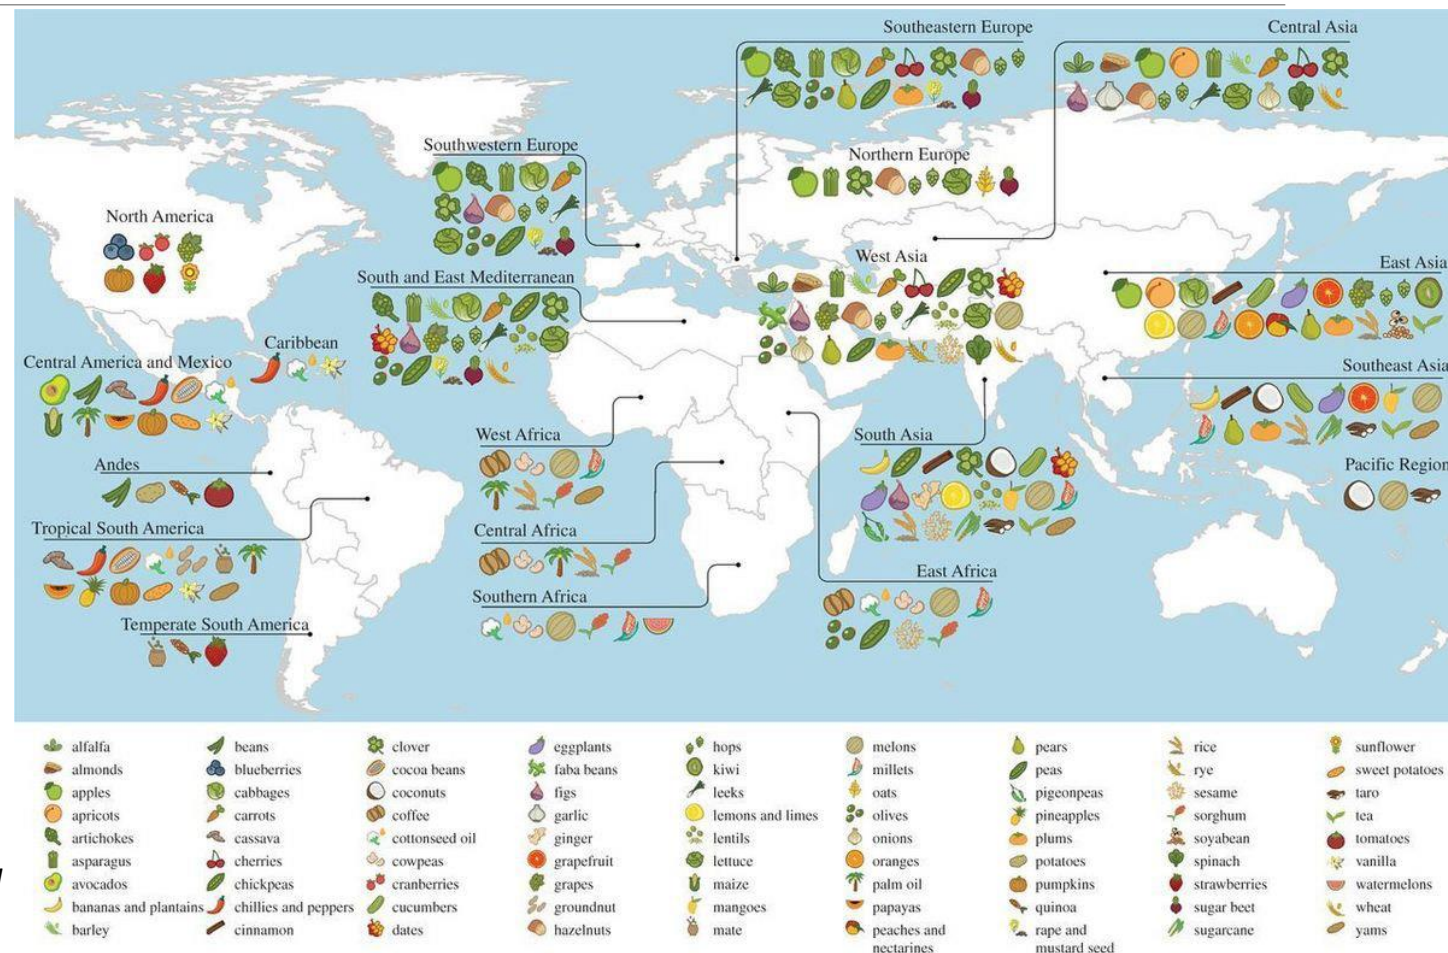 Southeastern Europe
Central Asia
Southwestern Europe
Northern Europe
North America
West Asia
East Asia
South and East Mediterranean
Caribbean
Central America and Mexico
Southeast Asia
West Africa
South Asia
Andes
Pacific Region
Tropical South America
Central Africa
East Africa
Southern Africa
Temperate South America
alfalfa
almonds
apples
apricots
artichokes
asparagus
avocados
bananas and plantains
barley
beans
blueberries
cabbages
carrots
cassava
cherries
chickpeas
chillies and peppers
cinnamon
clover
cocoa beans
coconuts
coffee
cottonseed oil
cowpeas
cranberries
cucumbers
dates
eggplants
faba beans
figs
garlic
ginger
grapefruit
grapes
groundnut
hazelnuts
hops
kiwi
leeks
lemons and limes
lentils
lettuce
maize
mangoes
mate
melons
millets
oats
olives
onions
oranges
palm oil
papayas
peaches and
nectarines
pears
peas
pigeonpeas
pineapples
plums
potatoes
pumpkins
quinoa
rape and
mustard seed
rice
rye
sesame
sorghum
soyabean
spinach
strawberries
sugar beet
sugarcane
sunflower
sweet potatoes
taro
tea
tomatoes
vanilla
watermelons
wheat
yams